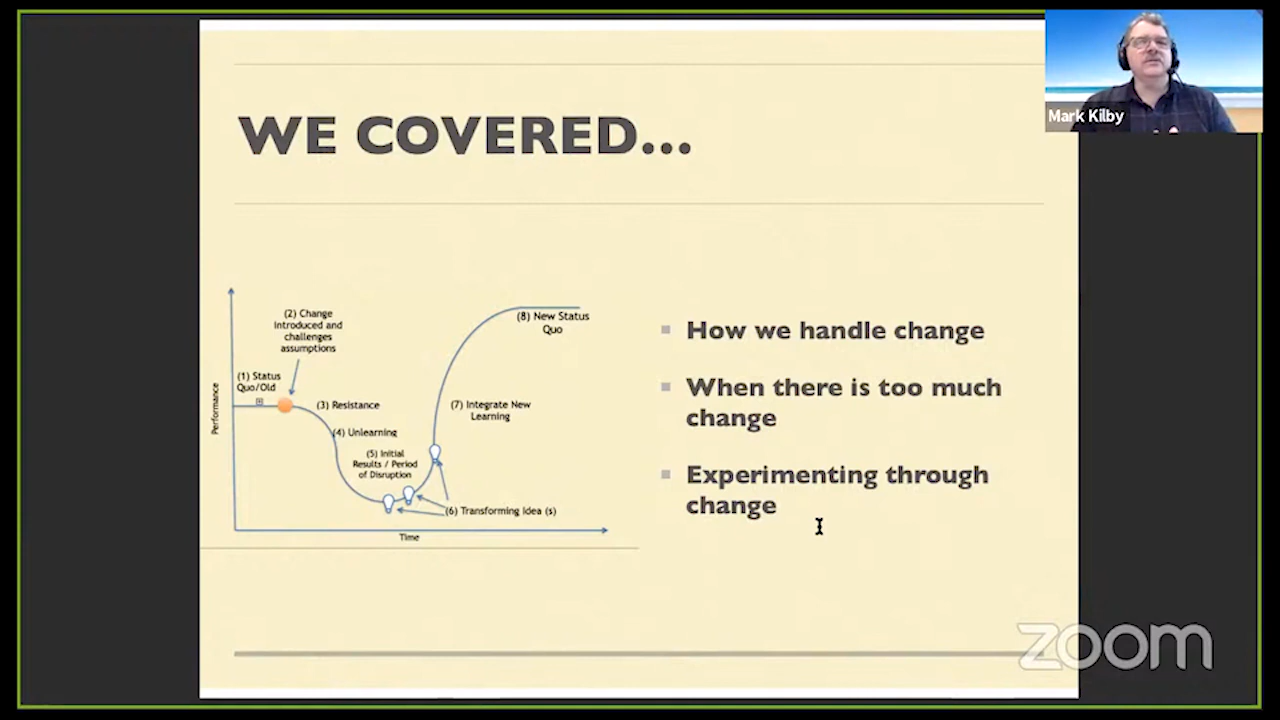 WE COVERED...
Mark Kilby
(2) Change
Introduced and
challenges
assumptions
(1) Status
Quo/Old
(3) Resistance
(4) Unlearning
(5) Initial
Results / Period
of Disruption
(6) Transforming Idea (s)
(7) Integrate New
Learning
(8) New Status
Quo
Performance
Time
How we handle change
When there is too much
change
Experimenting through
change
zoom